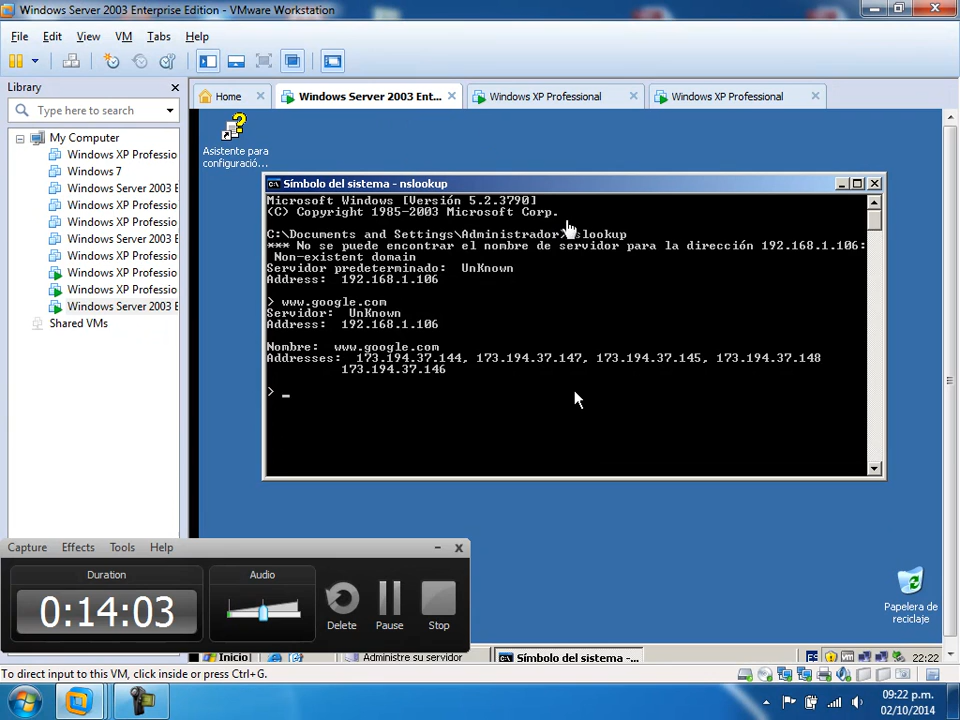 Windows Server 2003 Enterprise Edition - VMware Workstation
File Edit View VM Tabs Help
Library
Type here to search
My Computer
Windows XP Professio
Windows 7
Windows Server 2003 E
Windows XP Professio
Windows Server 2003 E
Windows Server 2003 E
Windows XP Professio
Windows XP Professio
Windows XP Professio
Windows Server 2003 E
Shared VMs
Home
Windows Server 2003 Ent...
Windows XP Professional
Windows XP Professional
Asistente para
configuració...
Símbolo del sistema - nslookup
Microsoft Windows [Versión 5.2.3790]
(C) Copyright 1985-2003 Microsoft Corp.
C:\Documents and Settings\Administrador>nslookup
*** No se puede encontrar el nombre de servidor para la dirección 192.168.1.106:
Non-existent domain
Servidor predeterminado: UnKnown
Address: 192.168.1.106
> www.google.com
Servidor: UnKnown
Address: 192.168.1.106
Nombre: www.google.com
Addresses: 173.194.37.144, 173.194.37.147, 173.194.37.145, 173.194.37.148
173.194.37.146
> _
Papelera de
reciclaje
Capture Effects Tools Help
Duration
0:14:03
Audio
Delete
Pause
Stop
Inicio
Administre su servidor
Símbolo del sistema -...
ES
22:22
To direct input to this VM, click inside or press Ctrl+G.
09:22 p.m.
02/10/2014